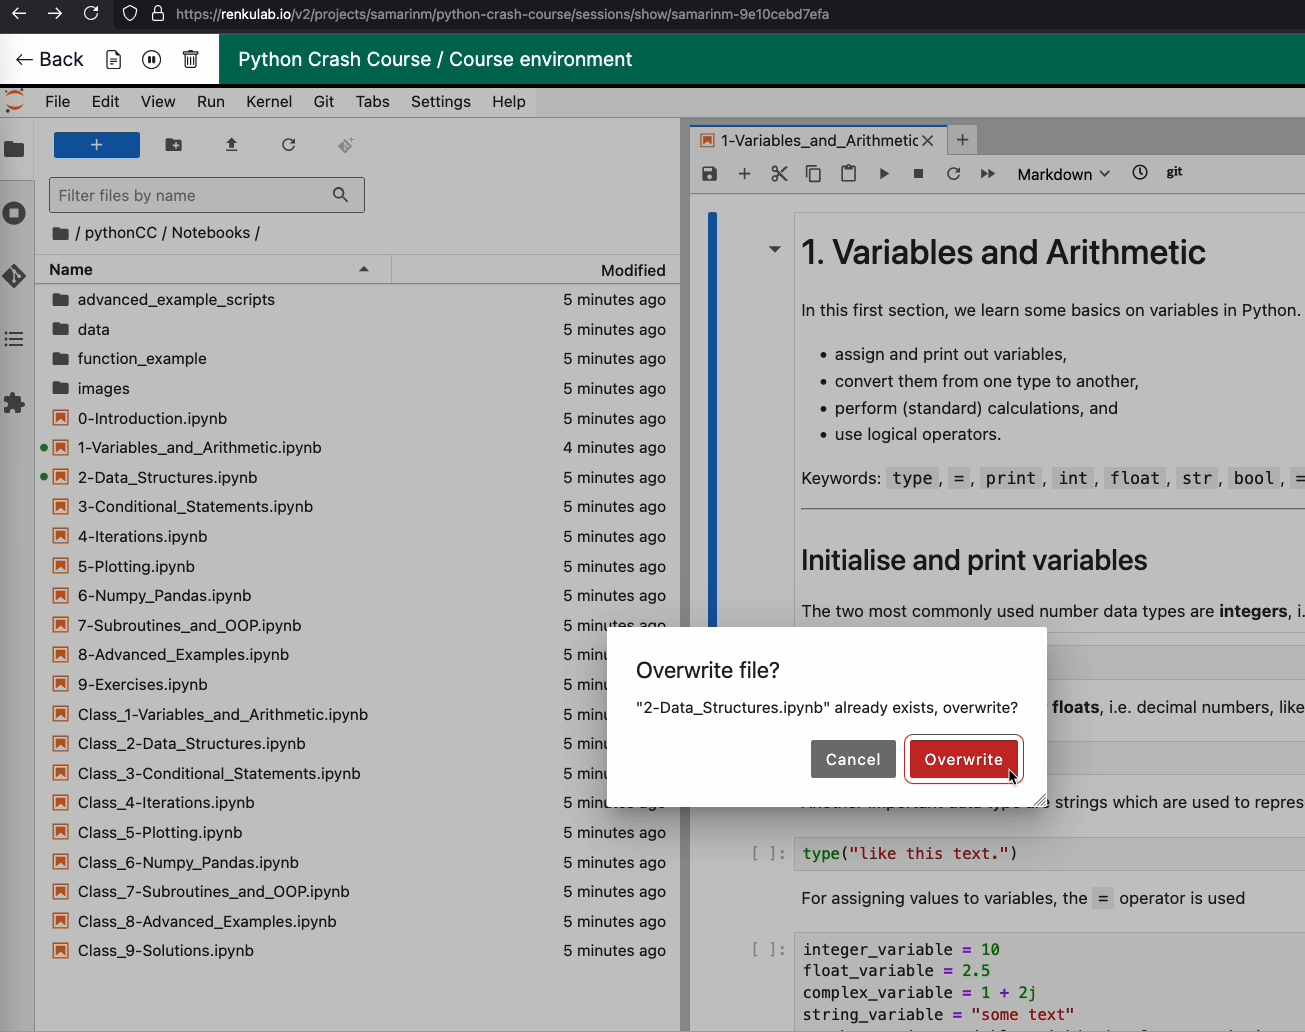 https://renkulab.io/v2/projects/samarinm/python-crash-course/sessions/show/samarinm-9e10cebd7efa
Back
Python Crash Course / Course environment
File Edit View Run Kernel Git Tabs Settings Help
Filter files by name
/ pythonCC / Notebooks /
Name Modified
advanced_example_scripts 5 minutes ago
data 5 minutes ago
function_example 5 minutes ago
images 5 minutes ago
0-Introduction.ipynb 5 minutes ago
1-Variables_and_Arithmetic.ipynb 4 minutes ago
2-Data_Structures.ipynb 5 minutes ago
3-Conditional_Statements.ipynb 5 minutes ago
4-Iterations.ipynb 5 minutes ago
5-Plotting.ipynb 5 minutes ago
6-Numpy_Pandas.ipynb 5 minutes ago
7-Subroutines_and_OOP.ipynb 5 minutes ago
8-Advanced_Examples.ipynb 5 minu
9-Exercises.ipynb 5 minu
Class_1-Variables_and_Arithmetic.ipynb 5 minu
Class_2-Data_Structures.ipynb 5 minu
Class_3-Conditional_Statements.ipynb 5 minu
Class_4-Iterations.ipynb 5 minutes ago
Class_5-Plotting.ipynb 5 minutes ago
Class_6-Numpy_Pandas.ipynb 5 minutes ago
Class_7-Subroutines_and_OOP.ipynb 5 minutes ago
Class_8-Advanced_Examples.ipynb 5 minutes ago
Class_9-Solutions.ipynb 5 minutes ago
1-Variables_and_Arithmetic
Markdown git
1. Variables and Arithmetic
In this first section, we learn some basics on variables in Python.
• assign and print out variables,
• convert them from one type to another,
• perform (standard) calculations, and
• use logical operators.
Keywords: type, =, print, int, float, str, bool, =
Initialise and print variables
The two most commonly used number data types are integers, i.
floats, i.e. decimal numbers, like
Another important data type are strings which are used to repres
[ ]: type("like this text.")
For assigning values to variables, the = operator is used
[ ]: integer_variable = 10
float_variable = 2.5
complex_variable = 1 + 2j
string_variable = "some text"
Overwrite file?
"2-Data_Structures.ipynb" already exists, overwrite?
Cancel Overwrite